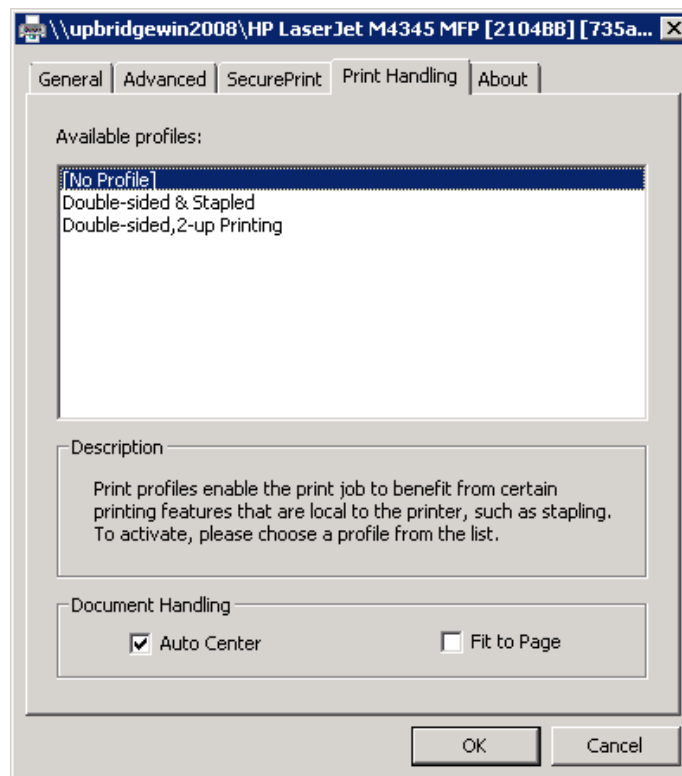 \\upbridgewin2008\HP LaserJet M4345 MFP [2104BB] [735a...
General Advanced SecurePrint Print Handling About
Available profiles:
[No Profile]
Double-sided & Stapled
Double-sided,2-up Printing
Description
Print profiles enable the print job to benefit from certain
printing features that are local to the printer, such as stapling.
To activate, please choose a profile from the list.
Document Handling
Auto Center Fit to Page
OK Cancel